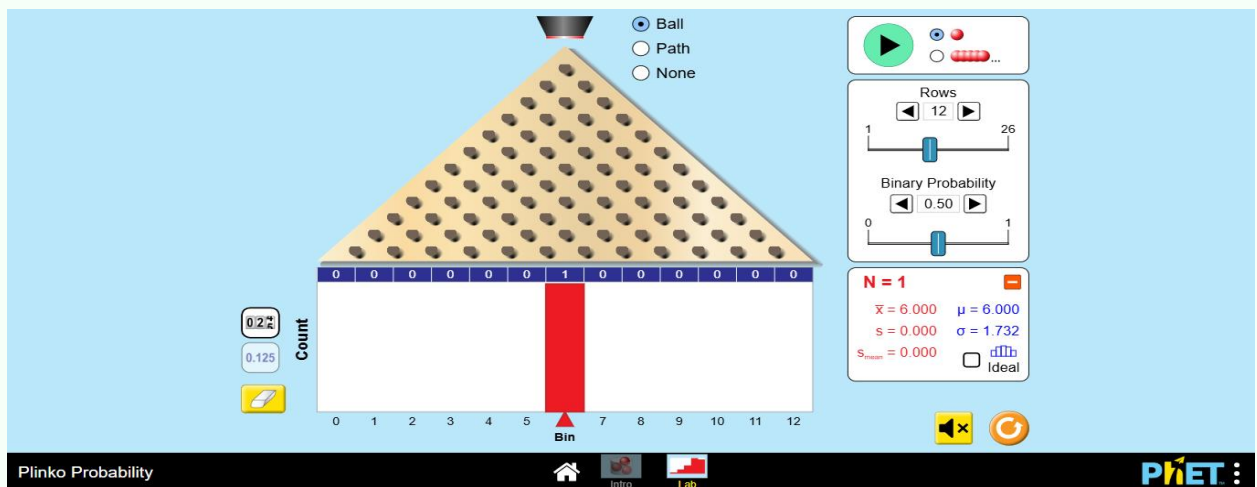 Ball
Path
None
...
Rows
12
1 26
Binary Probability
0.50
0 1
0 0 0 0 0 0 1 0 0 0 0 0 0
N = 1
x̅ = 6.000 μ = 6.000
s = 0.000 σ = 1.732
s_mean = 0.000
Ideal
0.125
Count
0 1 2 3 4 5 7 8 9 10 11 12
Bin
Plinko Probability
Intro
Lab
PhET